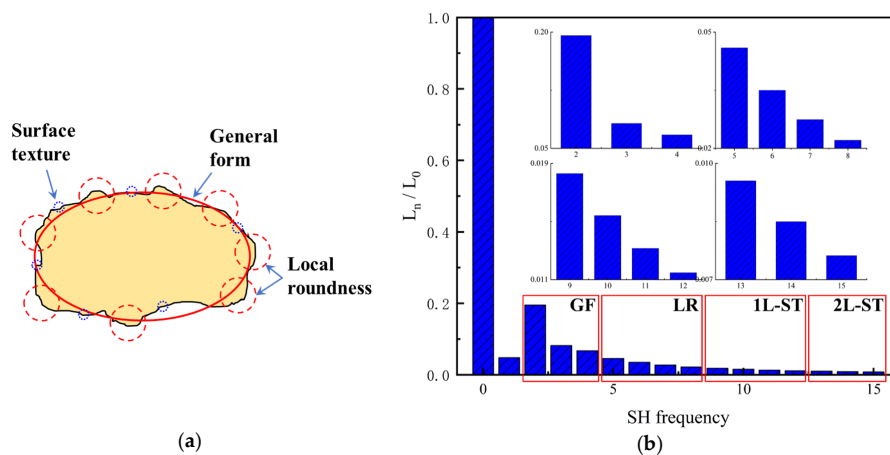 Surface
texture
General
form
Local
roundness
(a)
b
1.0
0.8
0.6
0.4
0.2
0.0
L_n / L_0
0.20
0.05
2 3 4
0.05
0.02
5 6 7 8
0.019
0.011
9 10 11 12
0.010
0.007
13 14 15
GF LR 1L-ST 2L-ST
0 5 10 15
SH frequency
(b)